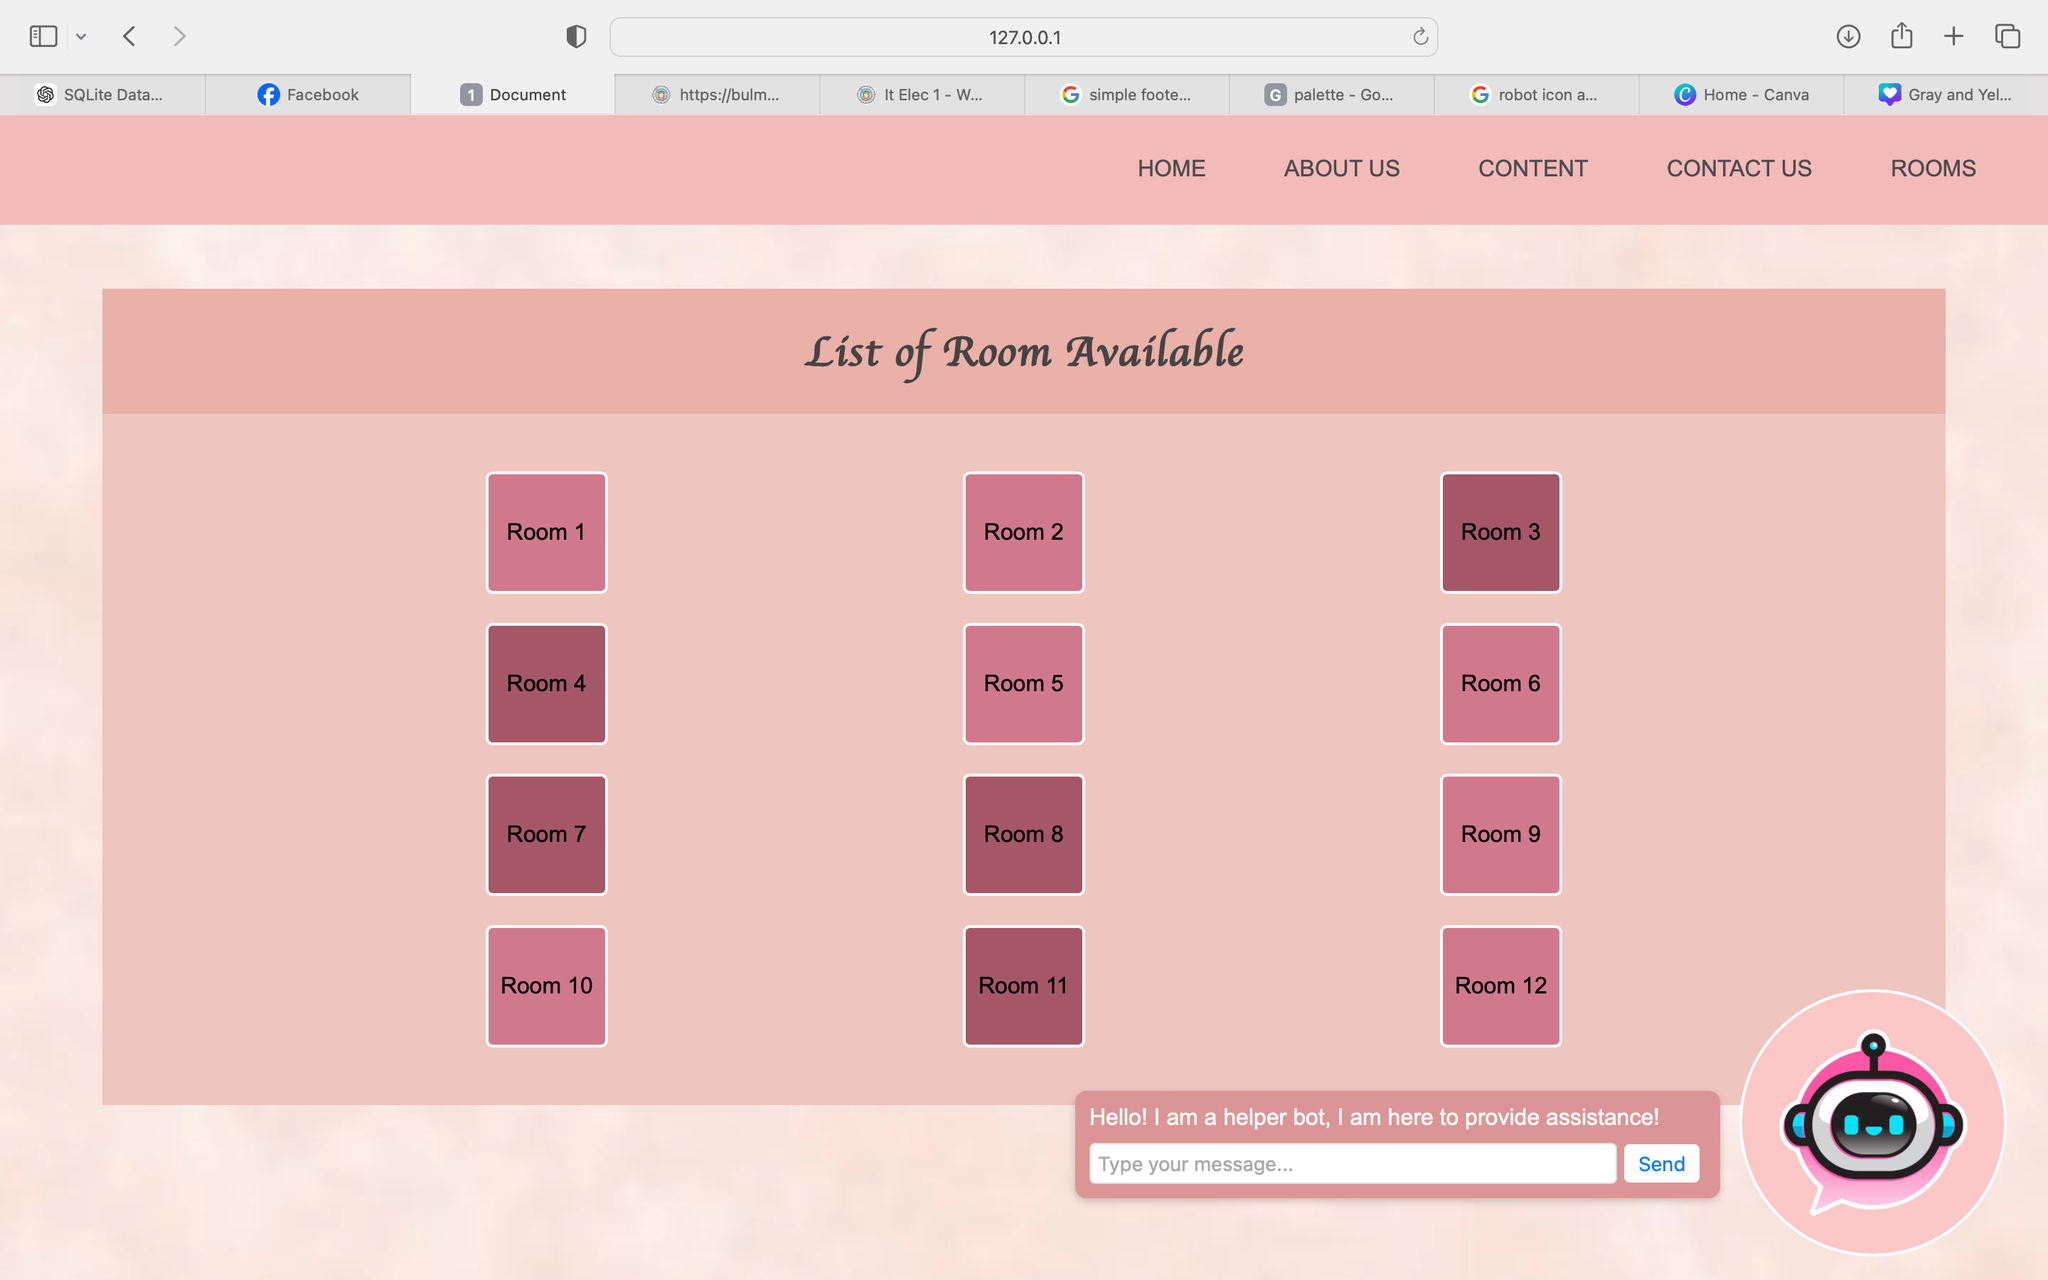 127.0.0.1
SQLite Data...
Facebook
1 Document
https://bulm...
It Elec 1 - W...
simple foote...
G palette - Go...
robot icon a...
Home - Canva
Gray and Yel...
HOME ABOUT US CONTENT CONTACT US ROOMS
List of Room Available
Room 1 Room 2 Room 3
Room 4 Room 5 Room 6
Room 7 Room 8 Room 9
Room 10 Room 11 Room 12
Hello! I am a helper bot, I am here to provide assistance!
Type your message... Send